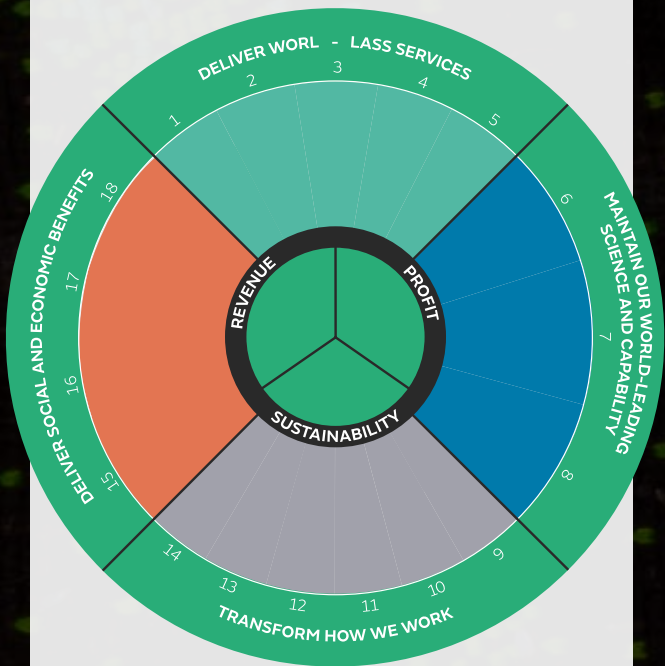 DELIVER WORL - LASS SERVICES
1
2
3
4
5
MAINTAIN OUR WORLD-LEADING
SCIENCE AND CAPABILITY
6
7
8
TRANSFORM HOW WE WORK
9
10
11
12
13
14
DELIVER SOCIAL AND ECONOMIC BENEFITS
15
16
17
18
REVENUE
PROFIT
SUSTAINABILITY